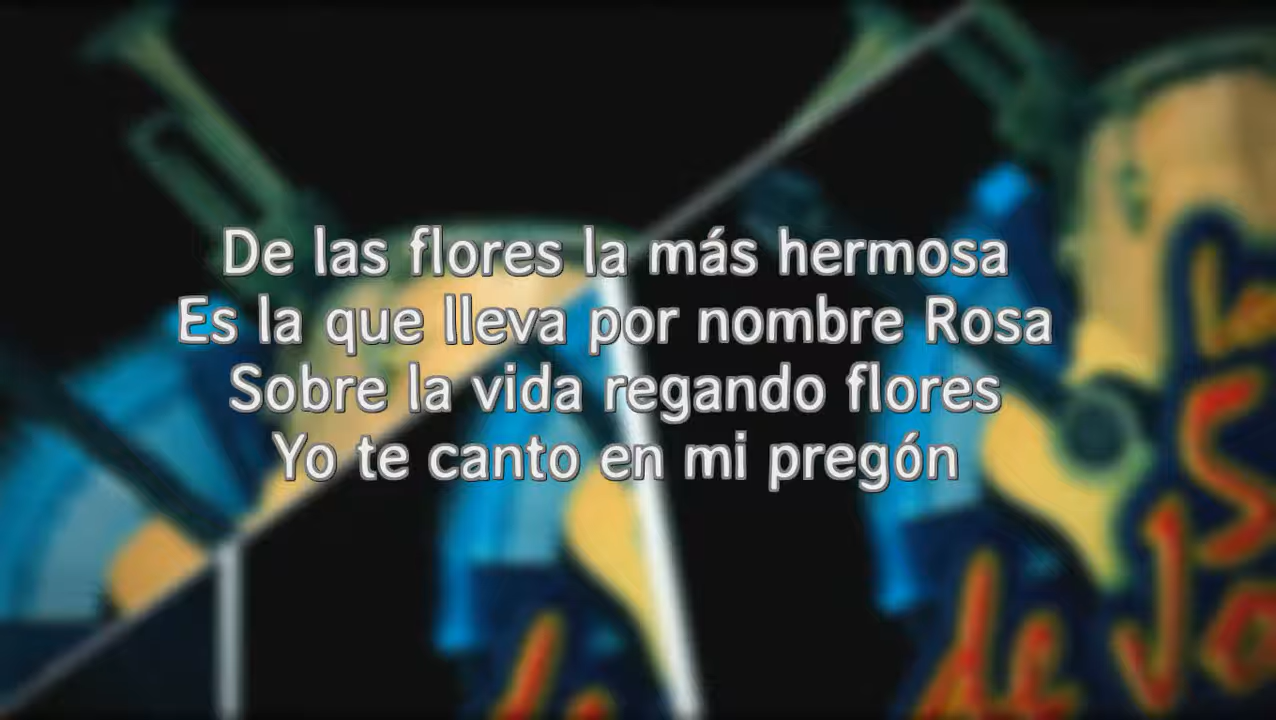 De las flores la más hermosa
Es la que lleva por nombre Rosa
Sobre la vida regando flores
Yo te canto en mi pregón
de